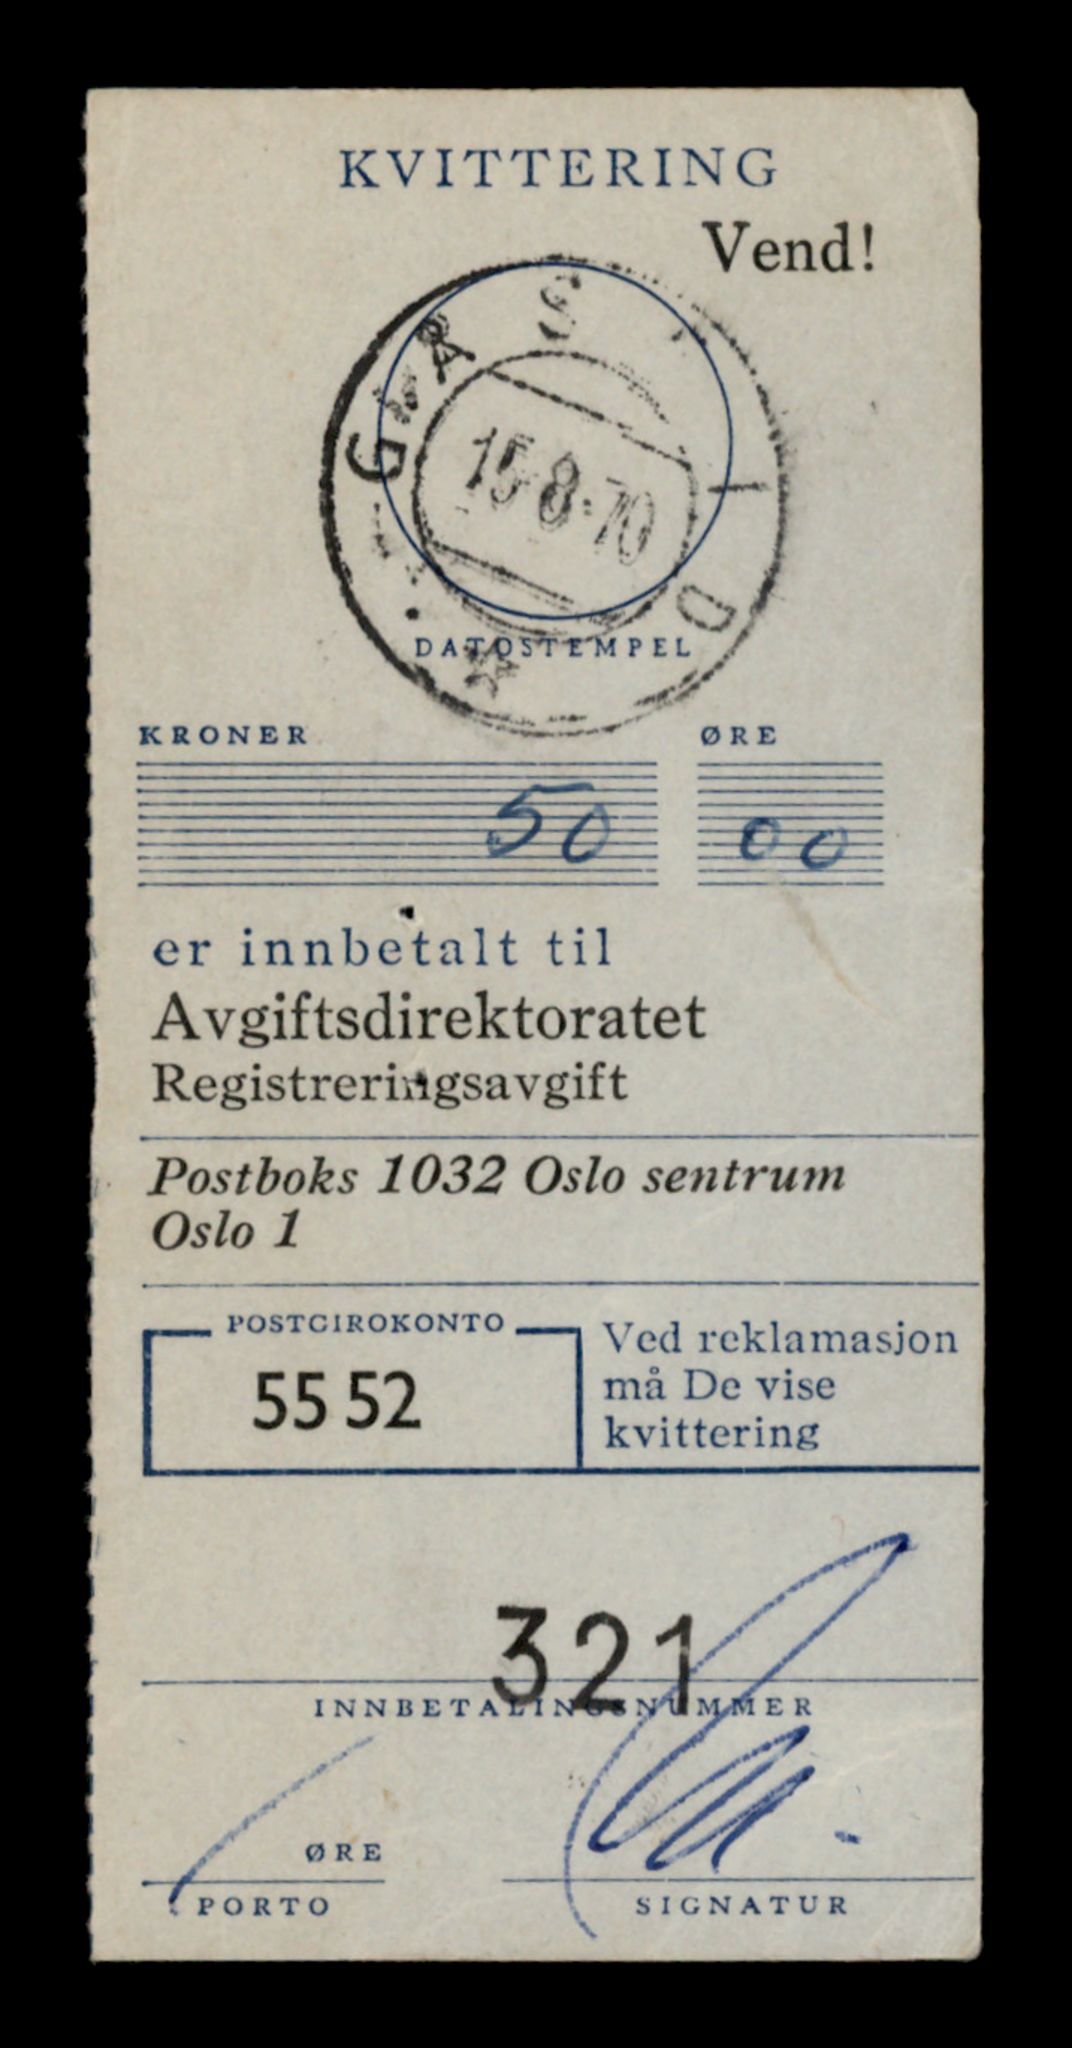 KVITTERING
Vend!
GÅSLID
15-8-70
DATOSTEMPEL
KRONER ØRE
50 00
er innbetalt til
Avgiftsdirektoratet
Registreringsavgift
Postboks 1032 Oslo sentrum
Oslo 1
POSTGIROKONTO
55 52
Ved reklamasjon
må De vise
kvittering
321
INNBETALINGSNUMMER
ØRE
PORTO
SIGNATUR